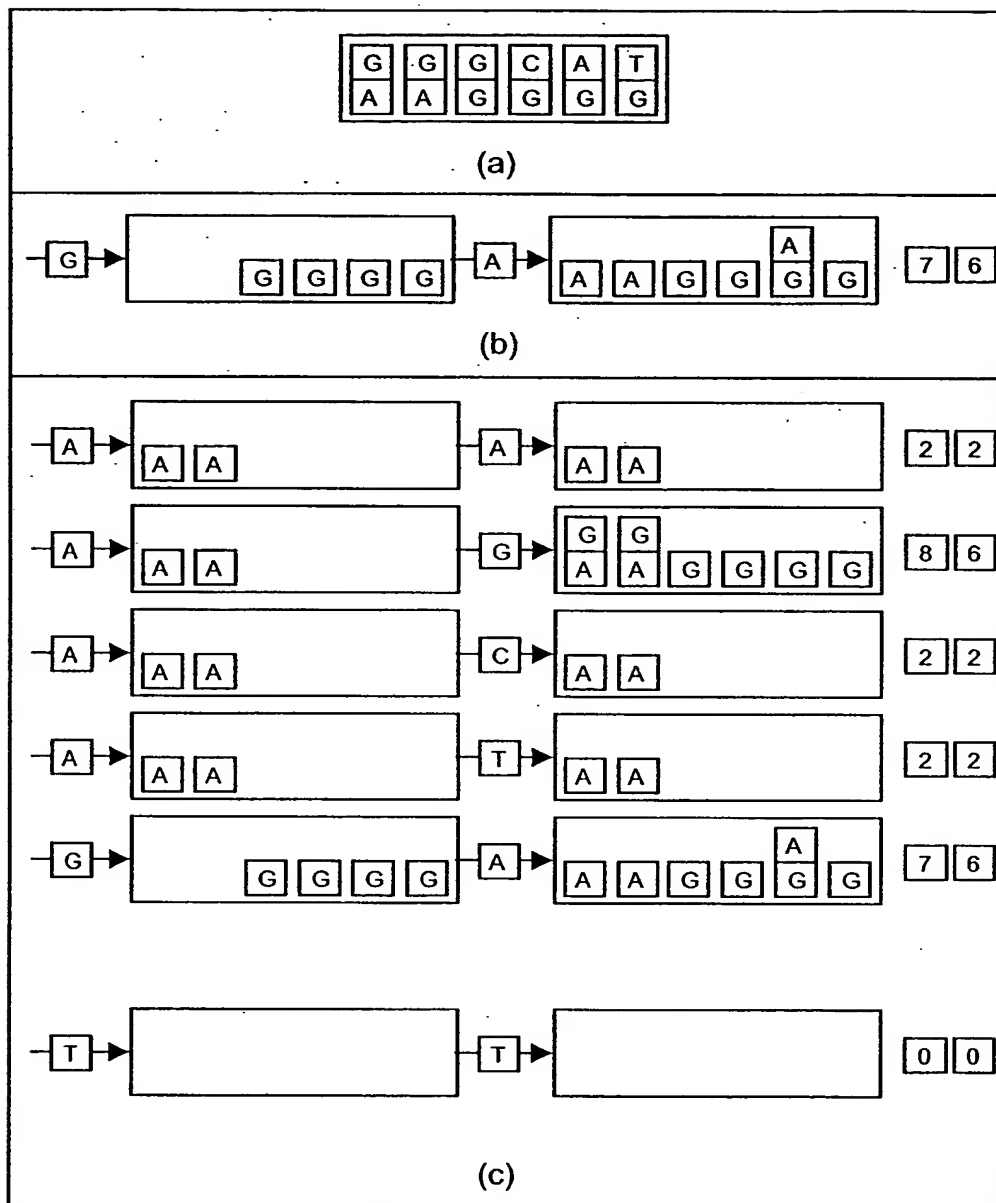 G G G C A T
A A G G G G
(a)
A
G G G G G A A A G G G G 7 6
(b)
A A A A A A 2 2
G G
A A A G A A G G G G 8 6
A A A C A A 2 2
A A A T A A 2 2
A
G G G G G A A A G G G G 7 6
T T 0 0
(c)